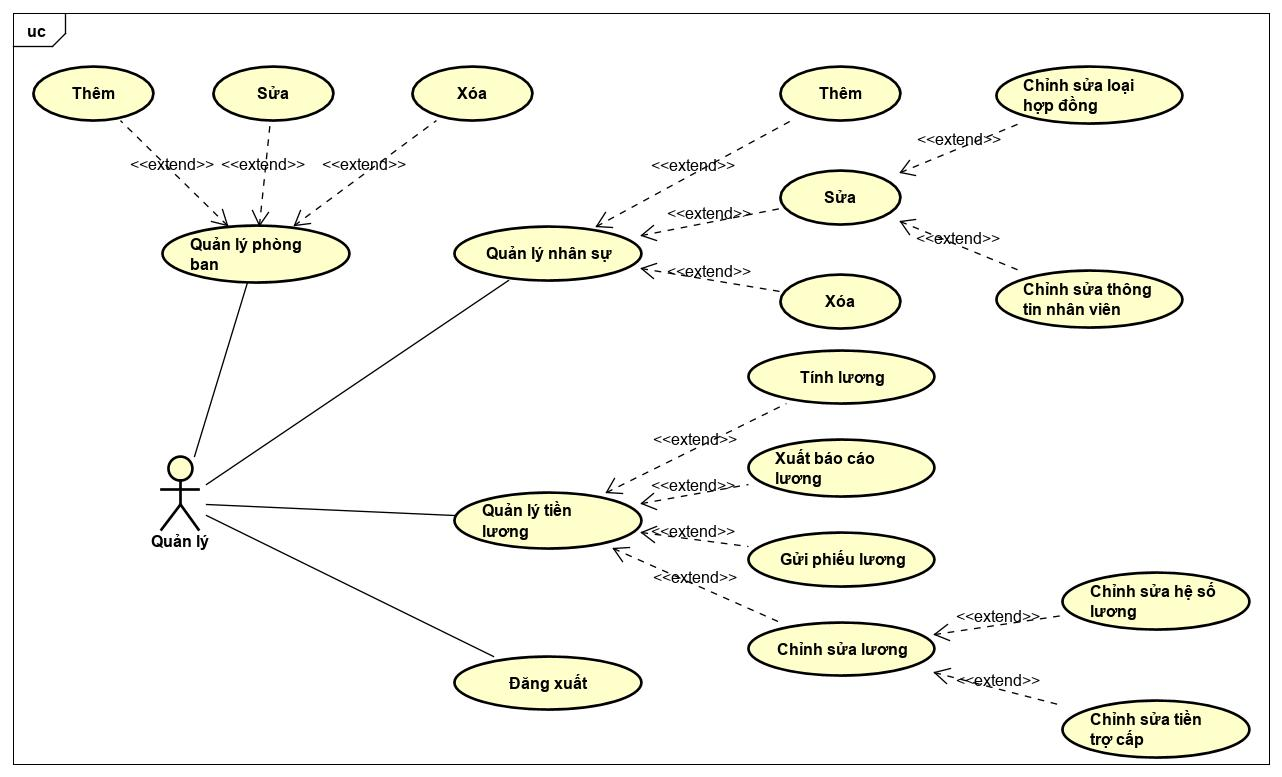 uc
Thêm
Sửa
Xóa
<<extend>>
<<extend>>
<<extend>>
Quản lý phòng
ban
Thêm
Chỉnh sửa loại
hợp đồng
<<extend>>
<<extend>>
Sửa
<<extend>>
<<extend>>
Quản lý nhân sự
<<extend>>
Xóa
Chỉnh sửa thông
tin nhân viên
Tính lương
<<extend>>
Xuất báo cáo
lương
<<extend>>
Quản lý tiền
lương
<<extend>>
Gửi phiếu lương
<<extend>>
Quản lý
Chỉnh sửa hệ số
lương
<<extend>>
Chỉnh sửa lương
<<extend>>
Đăng xuất
Chỉnh sửa tiền
trợ cấp